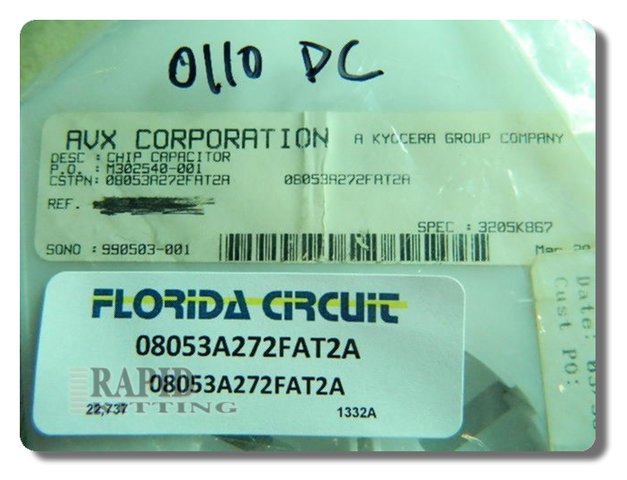 0110 DC
AVX CORPORATION A KYOCERA GROUP COMPANY
DESC : CHIP CAPACITOR
P.O. : M302540-001
CSTPN: 08053A272FAT2A 08053A272FAT2A
REF.
SPEC : 3205K867
SONO : 990503-001
FLORIDA CIRCUIT
08053A272FAT2A
08053A272FAT2A
RAPID
22,737 1332A
Date:
Cust PO: